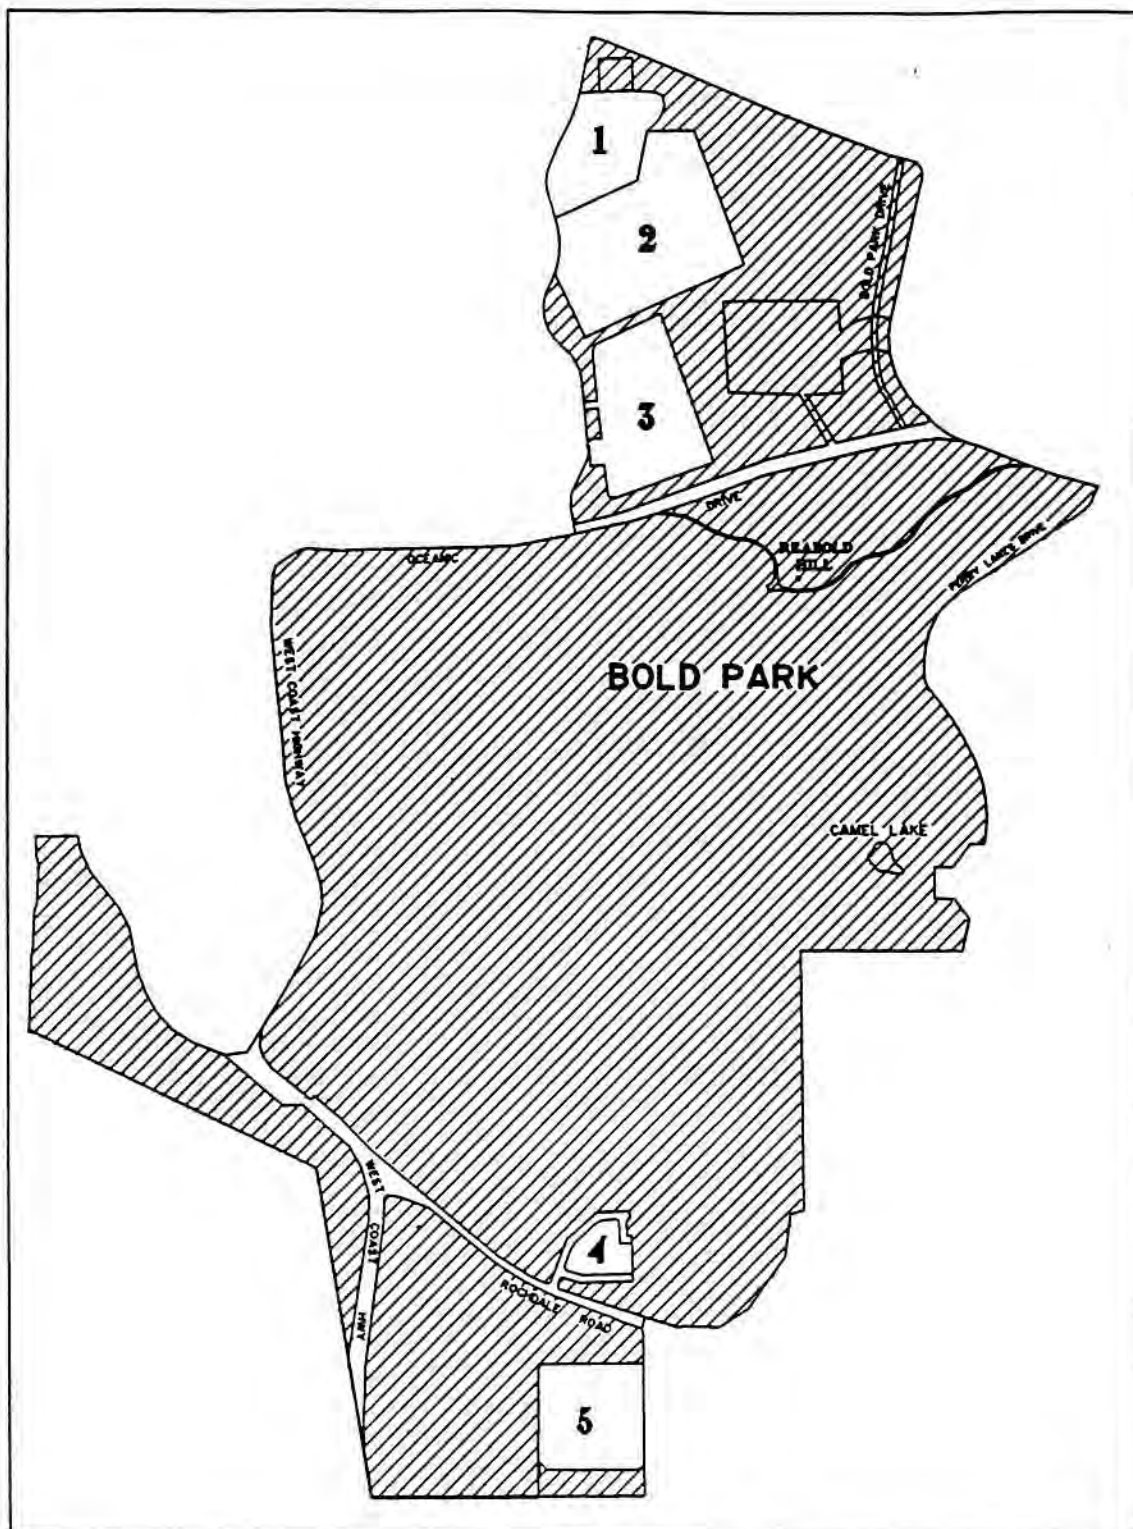 1
2
BOLD PARK DRIVE
3
DRIVE
OCEANIC
REABOLD
HILL
PERRY LAKES DRIVE
WEST COAST HIGHWAY
BOLD PARK
CAMEL LAKE
WEST COAST HWY
4
ROCHDALE ROAD
5